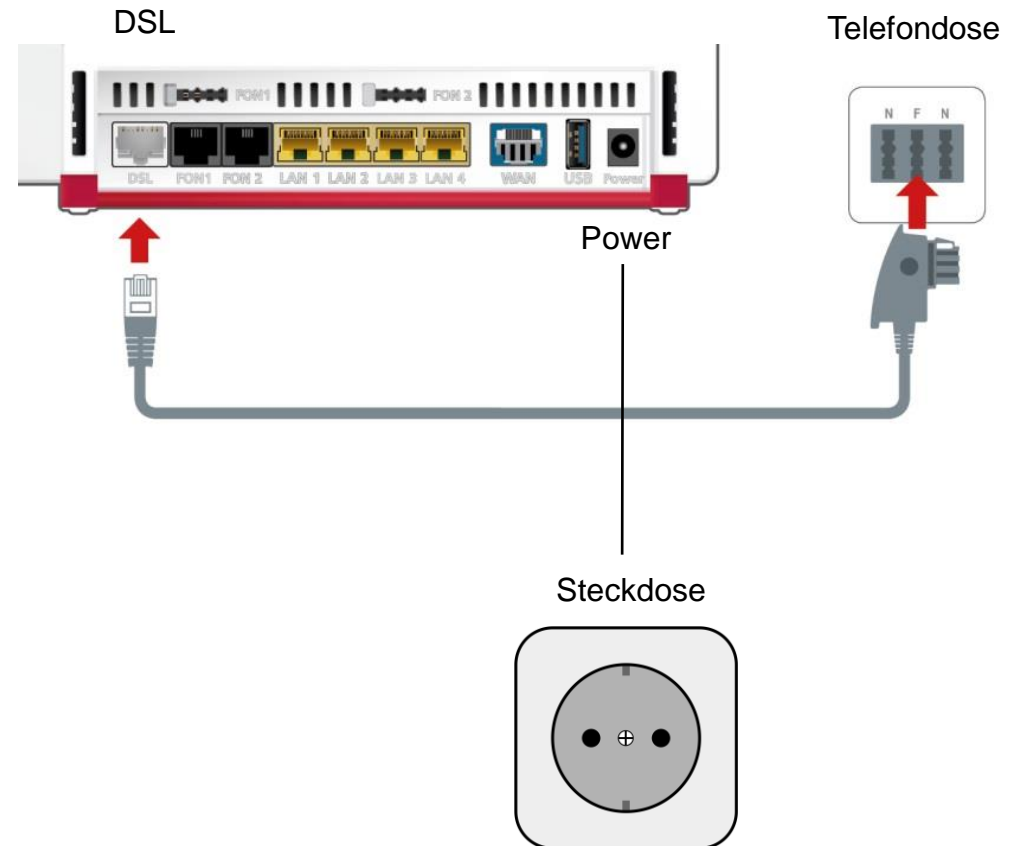 DSL
Telefondose
FON1 FON 2
N F N
DSL FON1 FON 2 LAN 1 LAN 2 LAN 3 LAN 4 WAN USB Power
Power
Steckdose